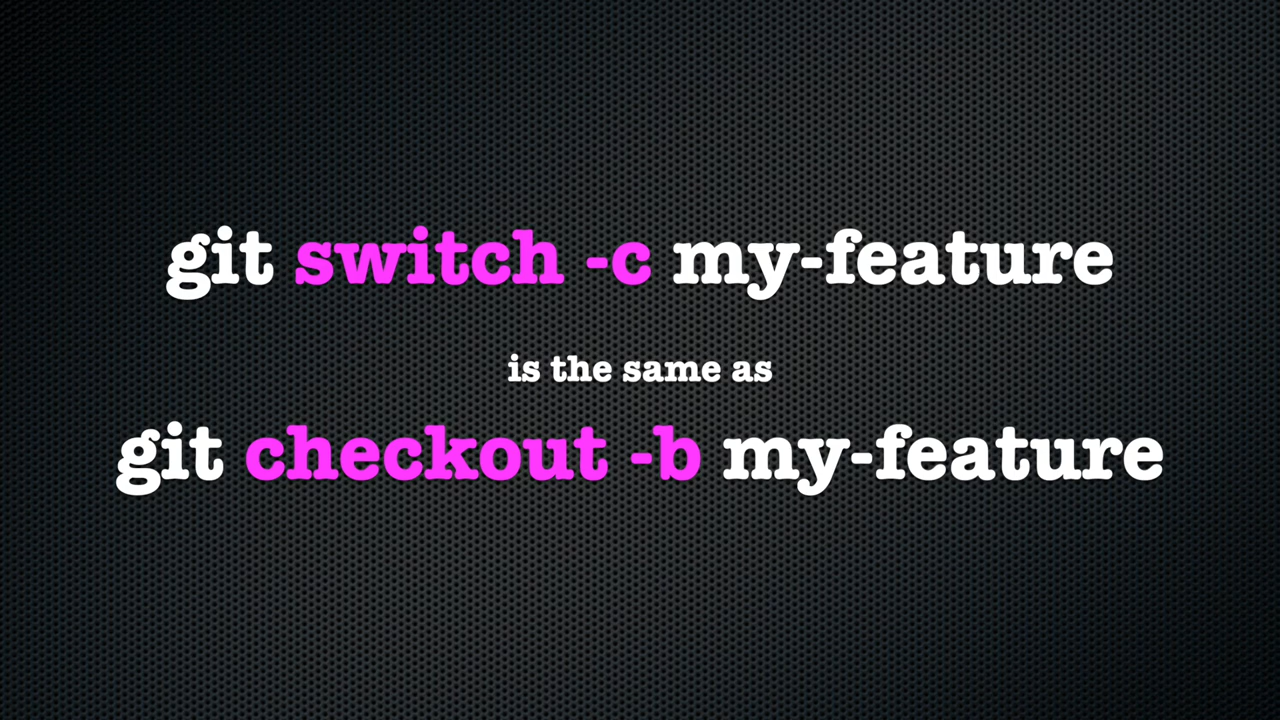 git switch -c my-feature
is the same as
git checkout -b my-feature